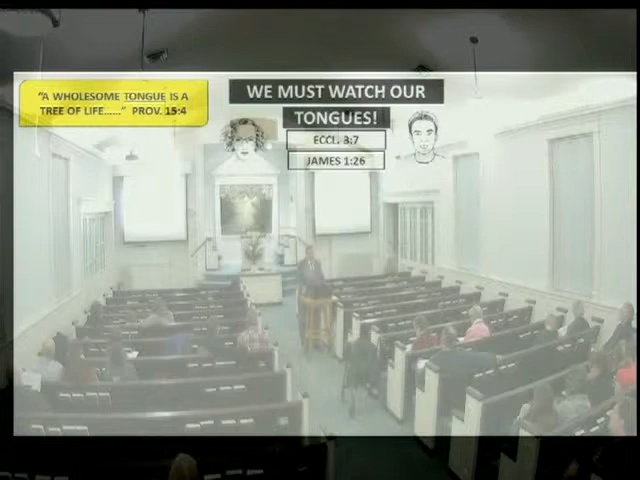 "A WHOLESOME TONGUE IS A
TREE OF LIFE......" PROV. 15:4
WE MUST WATCH OUR
TONGUES!
ECCL. 3:7
JAMES 1:26